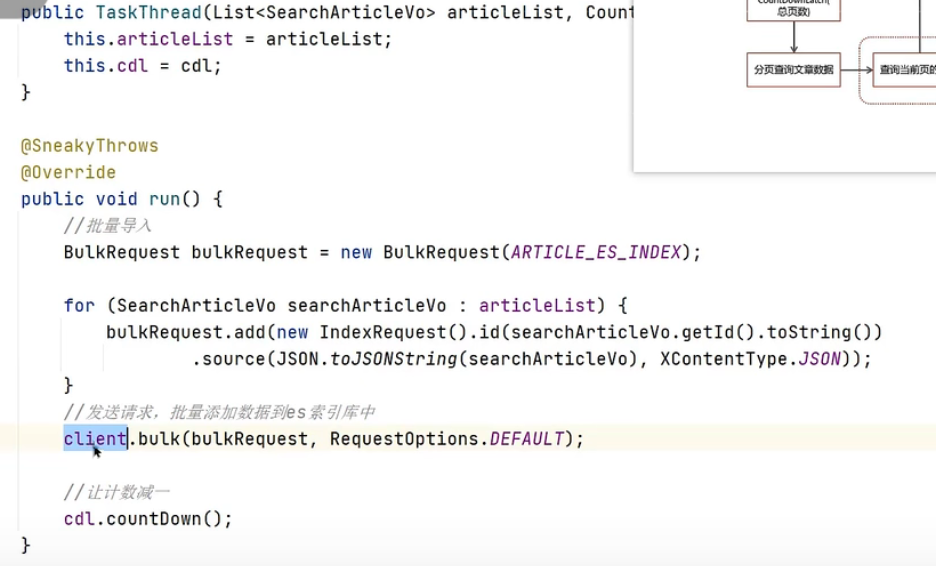 public TaskThread(List<SearchArticleVo> articleList, Count
this.articleList = articleList;
this.cdl = cdl;
}
@SneakyThrows
@Override
public void run() {
//批量导入
BulkRequest bulkRequest = new BulkRequest(ARTICLE_ES_INDEX);
for (SearchArticleVo searchArticleVo : articleList) {
bulkRequest.add(new IndexRequest().id(searchArticleVo.getId().toString())
.source(JSON.toJSONString(searchArticleVo), XContentType.JSON));
}
//发送请求，批量添加数据到es索引库中
client.bulk(bulkRequest, RequestOptions.DEFAULT);
//让计数减一
cdl.countDown();
}
CountDownLatch(
总页数)
分页查询文章数据
查询当前页的